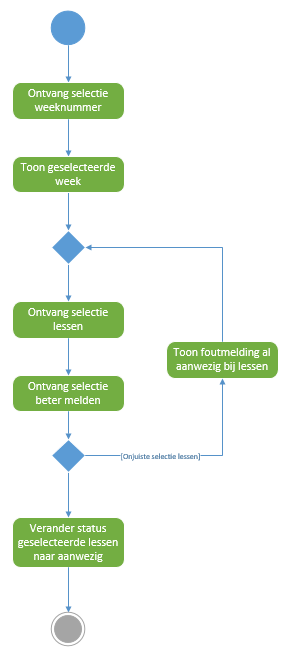 Ontvang selectie
weeknummer
Toon geselecteerde
week
Ontvang selectie
lessen
Toon foutmelding al
aanwezig bij lessen
Ontvang selectie
beter melden
[Onjuiste selectie lessen]
Verander status
geselecteerde lessen
naar aanwezig